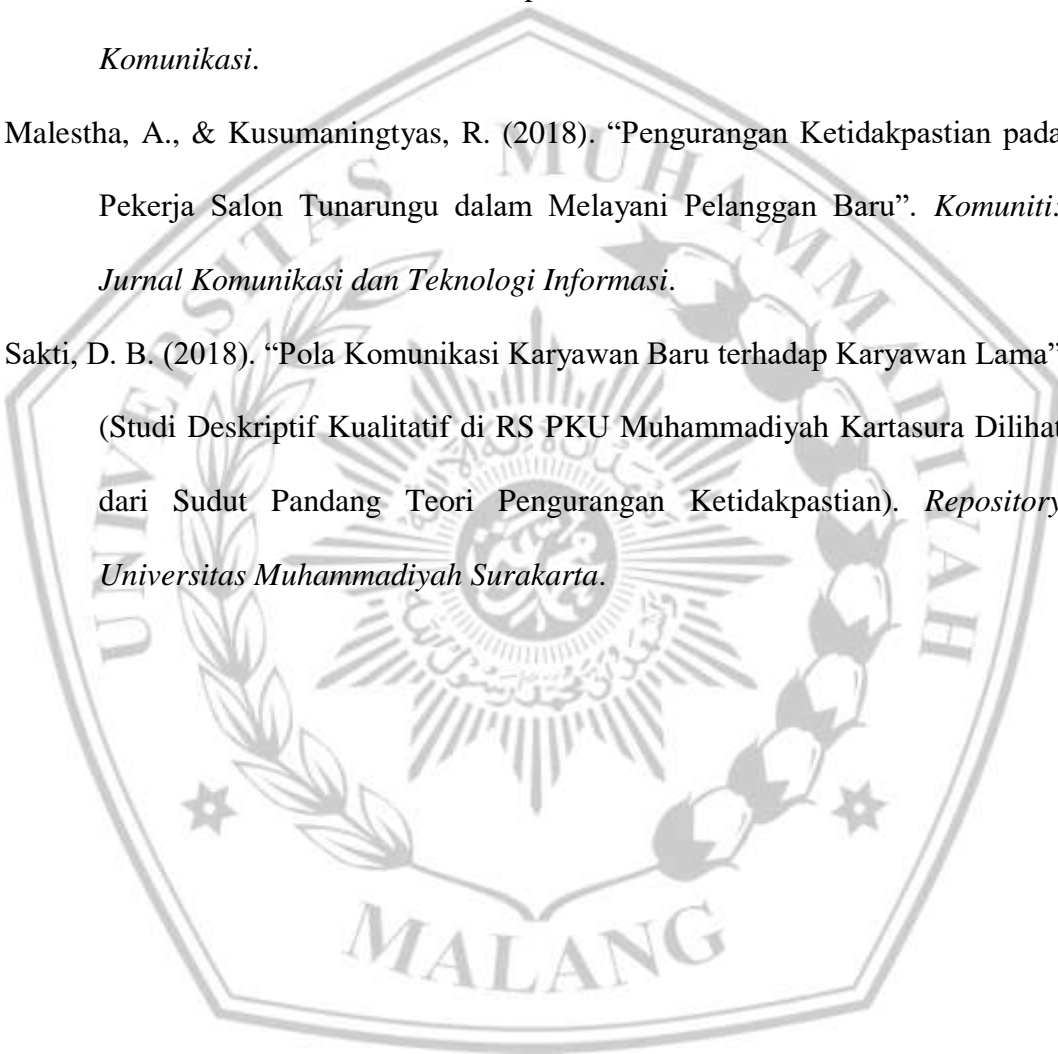 Komunikasi.
Malestha, A., & Kusumaningtyas, R. (2018). “Pengurangan Ketidakpastian pada
Pekerja Salon Tunarungu dalam Melayani Pelanggan Baru”. Komuniti:
Jurnal Komunikasi dan Teknologi Informasi.
Sakti, D. B. (2018). “Pola Komunikasi Karyawan Baru terhadap Karyawan Lama”
(Studi Deskriptif Kualitatif di RS PKU Muhammadiyah Kartasura Dilihat
dari Sudut Pandang Teori Pengurangan Ketidakpastian). Repository
Universitas Muhammadiyah Surakarta.
UNIVERSITAS MUHAMMADIYAH
MALANG